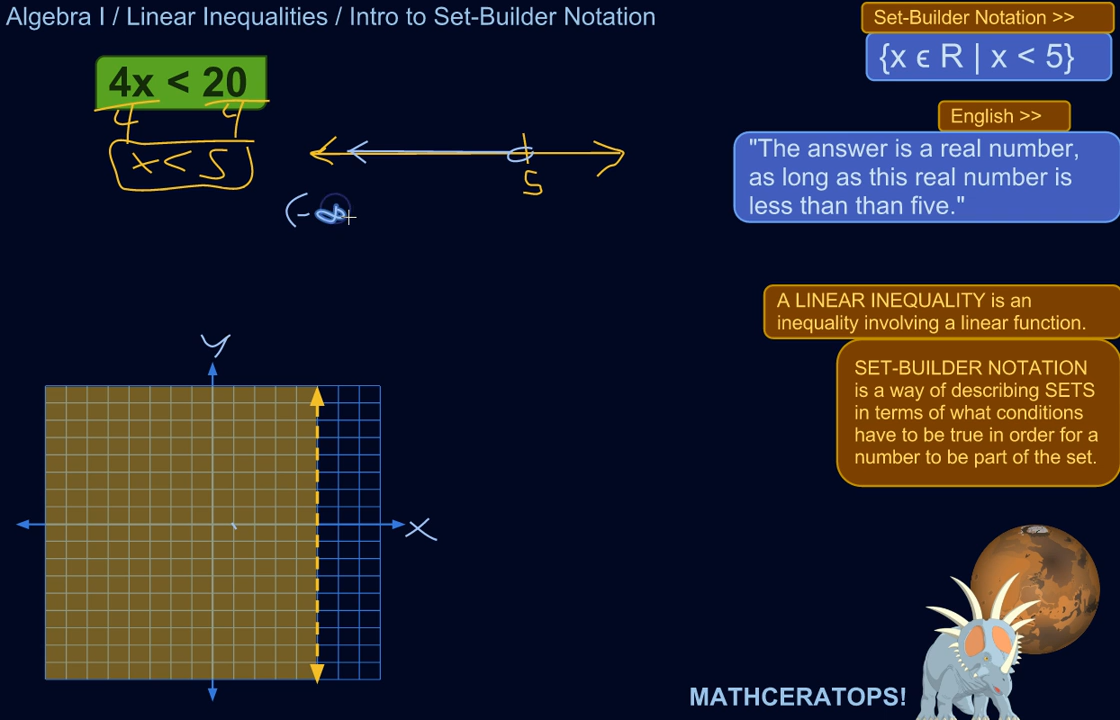 Algebra I / Linear Inequalities / Intro to Set-Builder Notation
Set-Builder Notation >>
{x ϵ R | x < 5}
4x < 20
4 4
x < 5
5
(-∞
English >>
"The answer is a real number,
as long as this real number is
less than than five."
A LINEAR INEQUALITY is an
inequality involving a linear function.
SET-BUILDER NOTATION
is a way of describing SETS
in terms of what conditions
have to be true in order for a
number to be part of the set.
Y
X
MATHCERATOPS!